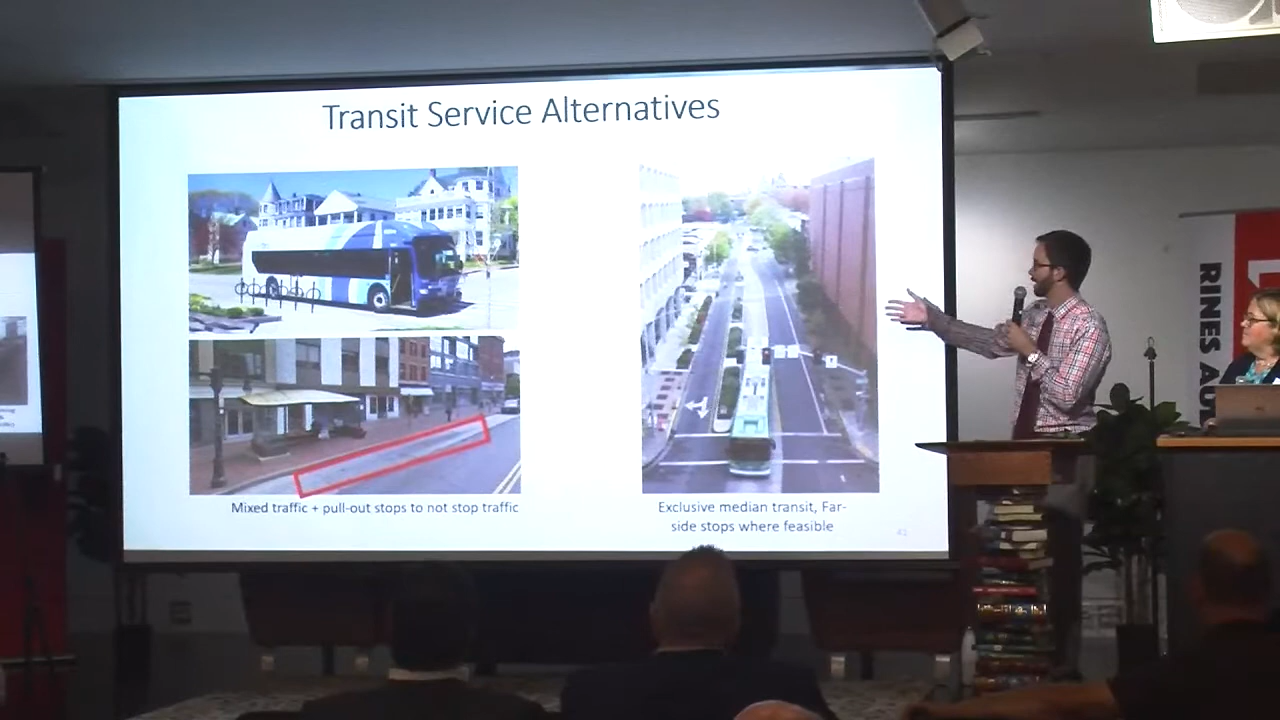 Transit Service Alternatives
Mixed traffic + pull-out stops to not stop traffic
Exclusive median transit, Far-
side stops where feasible
RINES AU